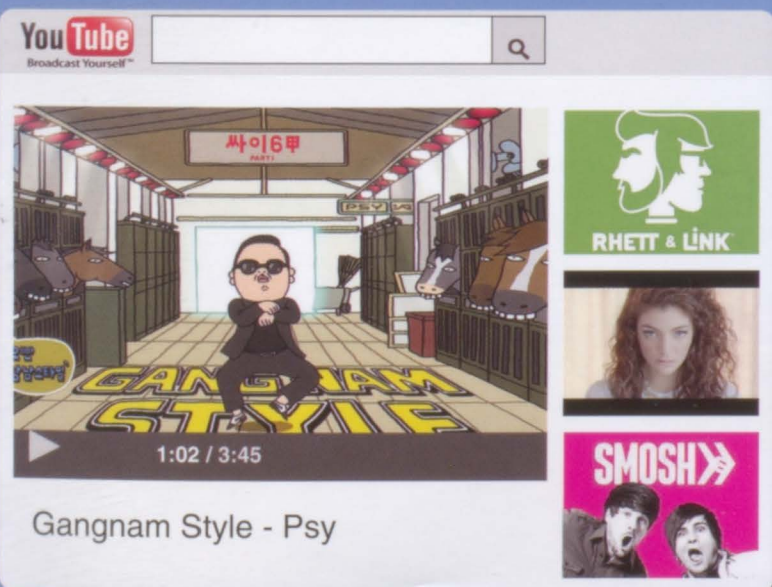 YouTube
Broadcast Yourself™
싸이6甲
PART1
PSY
GANGNAM
STYLE
1:02 / 3:45
Gangnam Style - Psy
RHETT & LINK
SMOSH